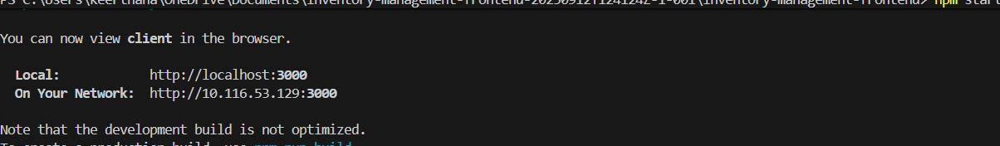 PS C:\Users\keerthana\OneDrive\Documents\inventory-management-frontend-20250912T124124Z-1-001\inventory-management-frontend> npm start
You can now view client in the browser.
Local: http://localhost:3000
On Your Network: http://10.116.53.129:3000
Note that the development build is not optimized.
To create a production build, use npm run build.